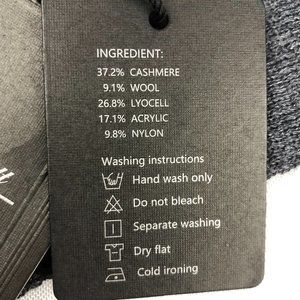 INGREDIENT:
37.2% CASHMERE
9.1% WOOL
26.8% LYOCELL
17.1% ACRYLIC
9.8% NYLON
Washing instructions
Hand wash only
Do not bleach
Separate washing
Dry flat
Cold ironing